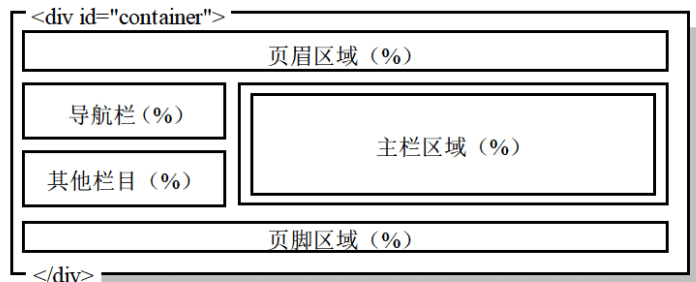 <div id="container">
页眉区域（%）
导航栏（%）
其他栏目（%）
主栏区域（%）
页脚区域（%）
</div>